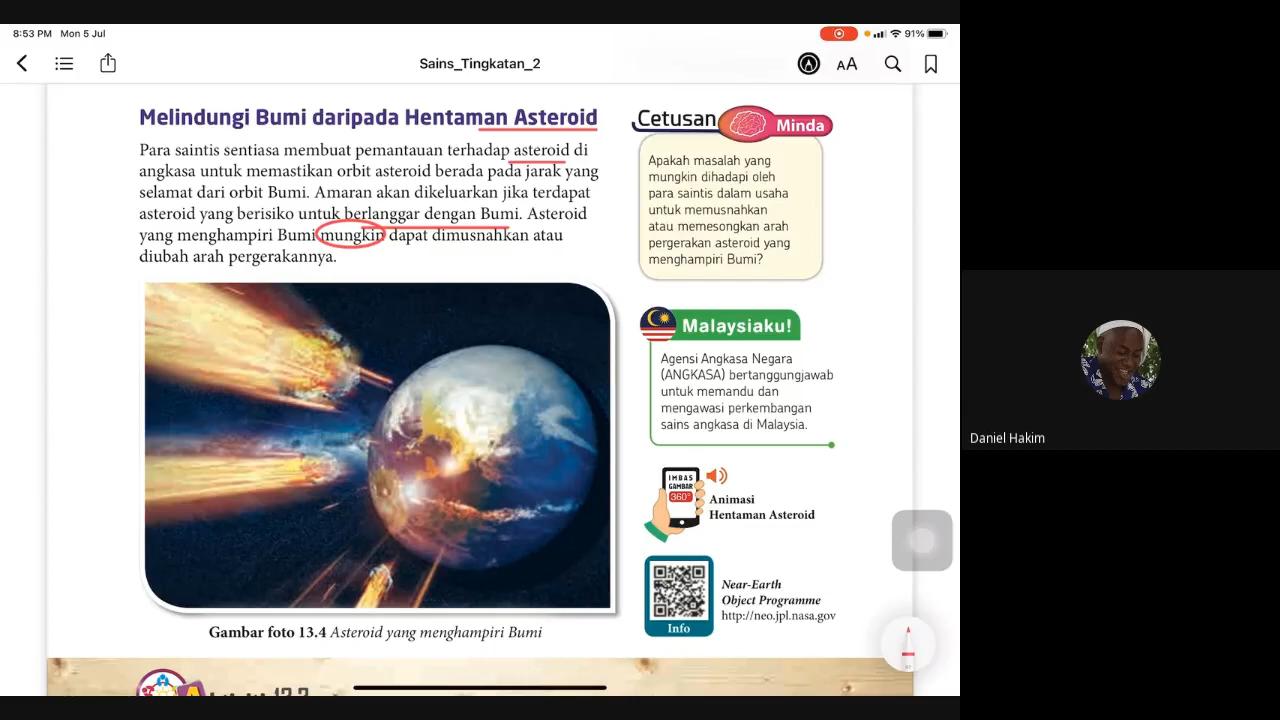 8:53 PM Mon 5 Jul
91%
AA
Sains_Tingkatan_2
Melindungi Bumi daripada Hentaman Asteroid
Para saintis sentiasa membuat pemantauan terhadap asteroid di
angkasa untuk memastikan orbit asteroid berada pada jarak yang
selamat dari orbit Bumi. Amaran akan dikeluarkan jika terdapat
asteroid yang berisiko untuk berlanggar dengan Bumi. Asteroid
yang menghampiri Bumi mungkin dapat dimusnahkan atau
diubah arah pergerakannya.
Gambar foto 13.4 Asteroid yang menghampiri Bumi
Cetusan Minda
Apakah masalah yang
mungkin dihadapi oleh
para saintis dalam usaha
untuk memusnahkan
atau memesongkan arah
pergerakan asteroid yang
menghampiri Bumi?
Malaysiaku!
Agensi Angkasa Negara
(ANGKASA) bertanggungjawab
untuk memandu dan
mengawasi perkembangan
sains angkasa di Malaysia.
IMBAS
GAMBAR
360°
Animasi
Hentaman Asteroid
Near-Earth
Object Programme
http://neo.jpl.nasa.gov
Info
Daniel Hakim